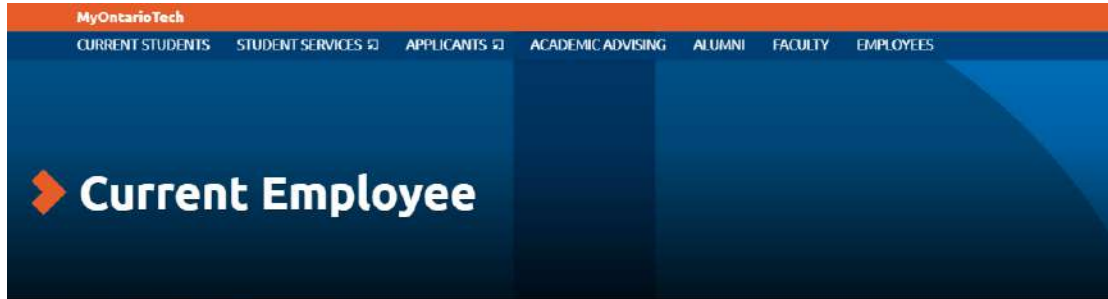 MyOntarioTech
CURRENT STUDENTS STUDENT SERVICES APPLICANTS ACADEMIC ADVISING ALUMNI FACULTY EMPLOYEES
Current Employee